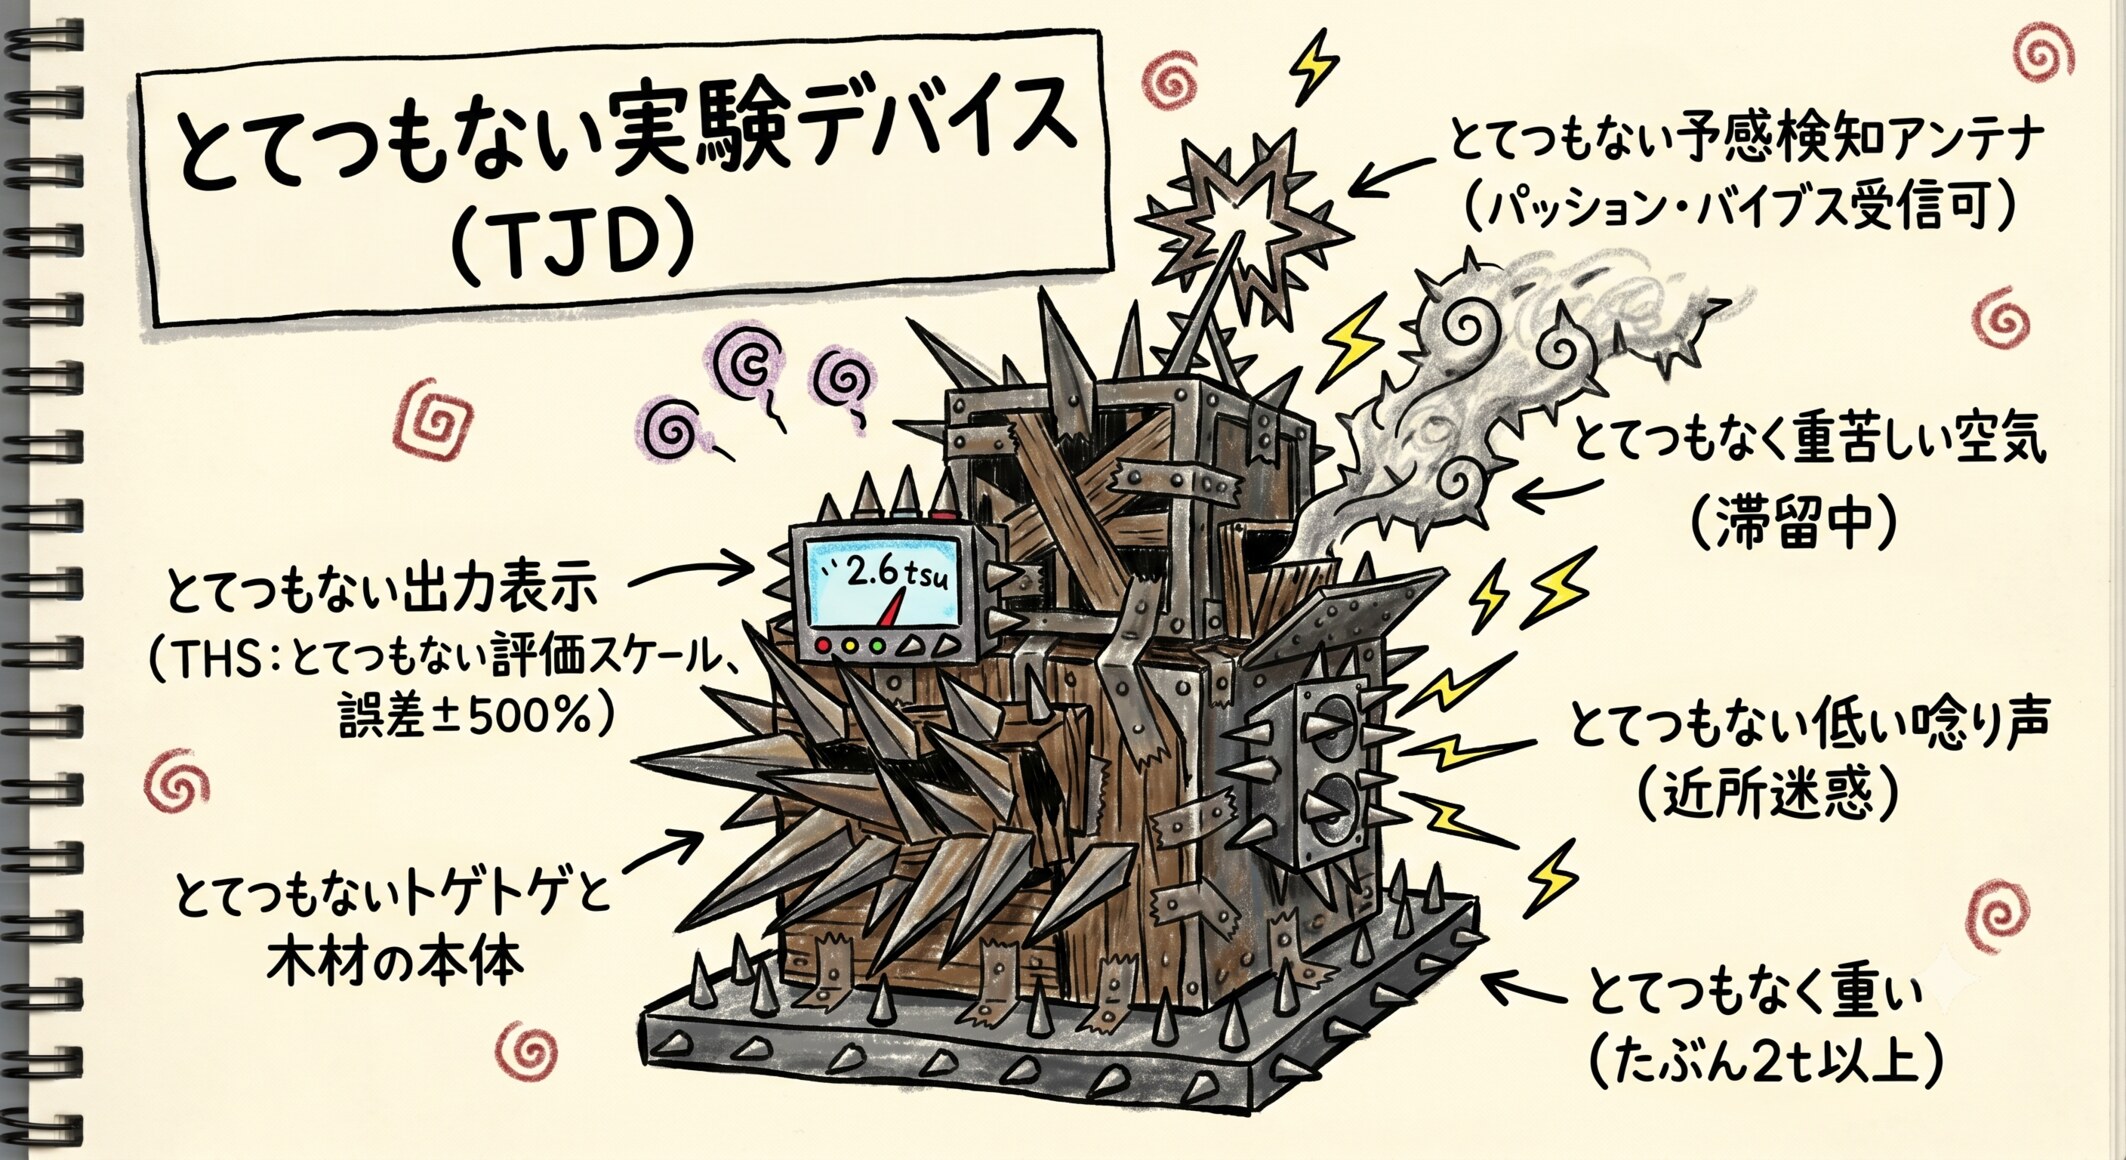 とてつもない実験デバイス
(TJD)
とてつもない予感検知アンテナ
(パッション・バイブス受信可)
とてつもなく重苦しい空気
(滞留中)
2.6 tsu
とてつもない出力表示
(THS:とてつもない評価スケール、
誤差±500%)
とてつもない低い唸り声
(近所迷惑)
とてつもないトゲトゲと
木材の本体
とてつもなく重い
(たぶん2t以上)